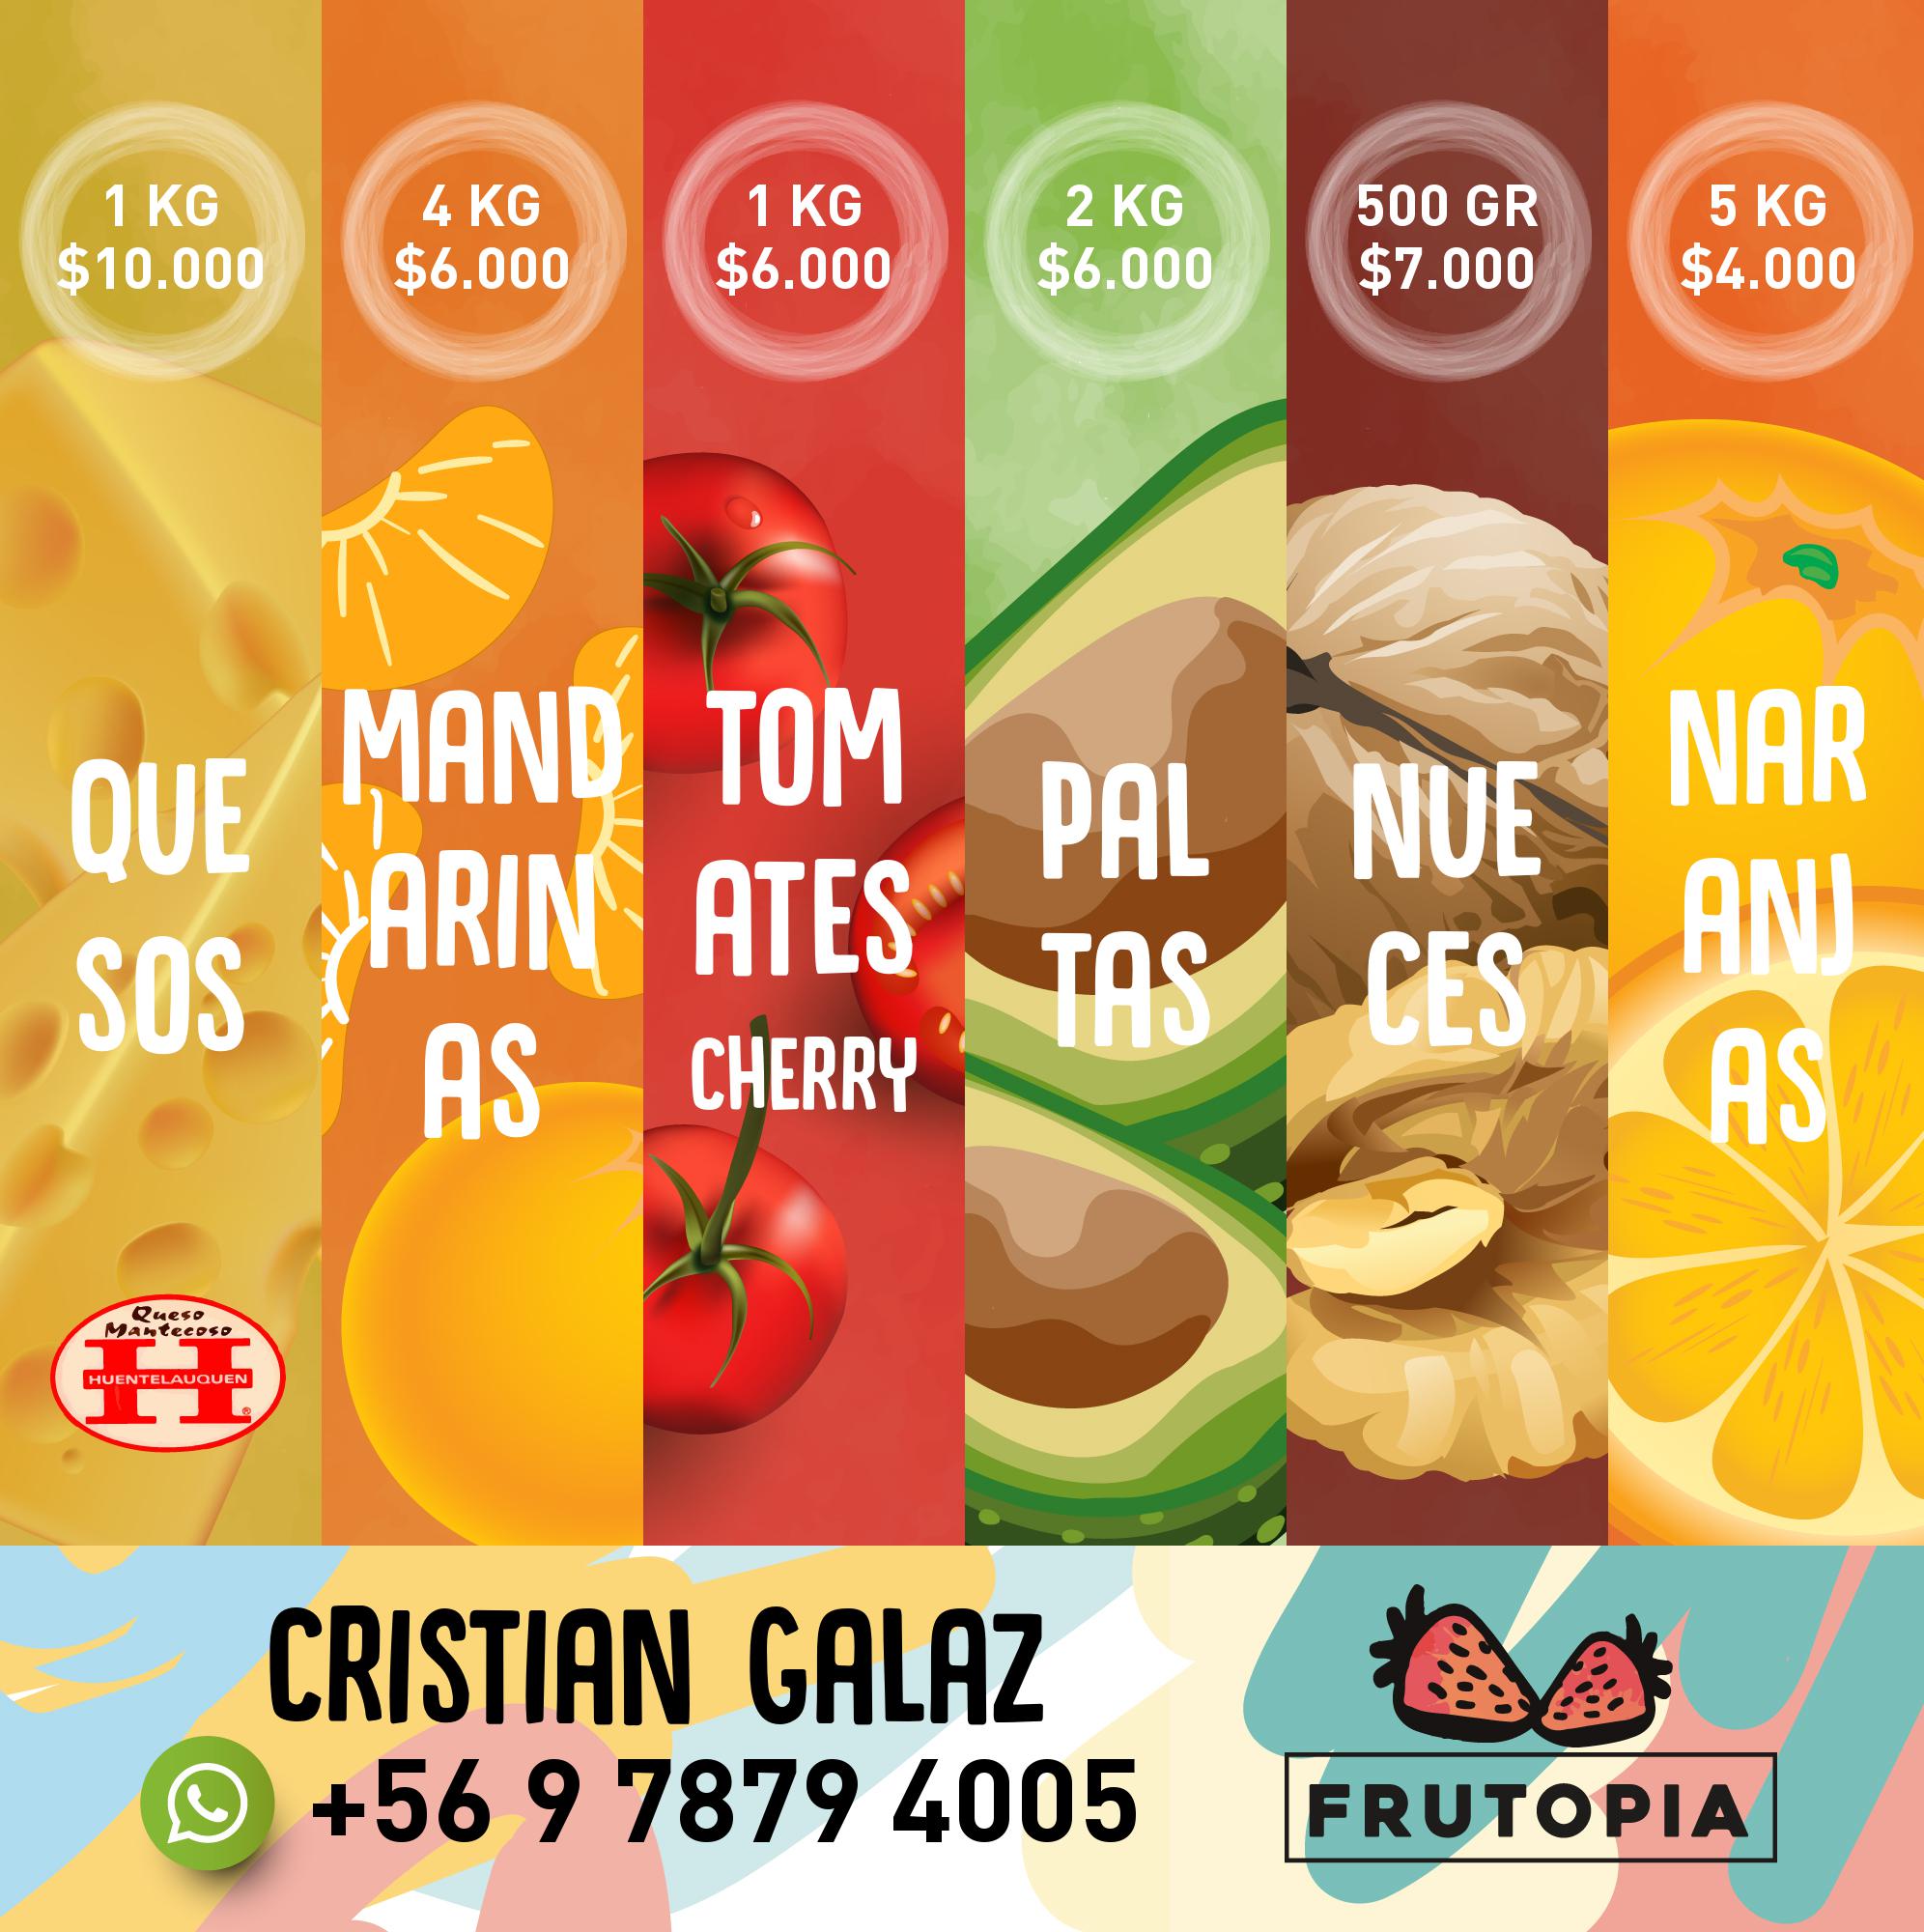 1 KG
$10.000
QUE
SOS
Queso
Mantecoso
H
HUENTELAUQUEN
®
4 KG
$6.000
MAND
ARIN
AS
1 KG
$6.000
TOM
ATES
CHERRY
2 KG
$6.000
PAL
TAS
500 GR
$7.000
NUE
CES
5 KG
$4.000
NAR
ANJ
AS
CRISTIAN GALAZ
+56 9 7879 4005
FRUTOPIA